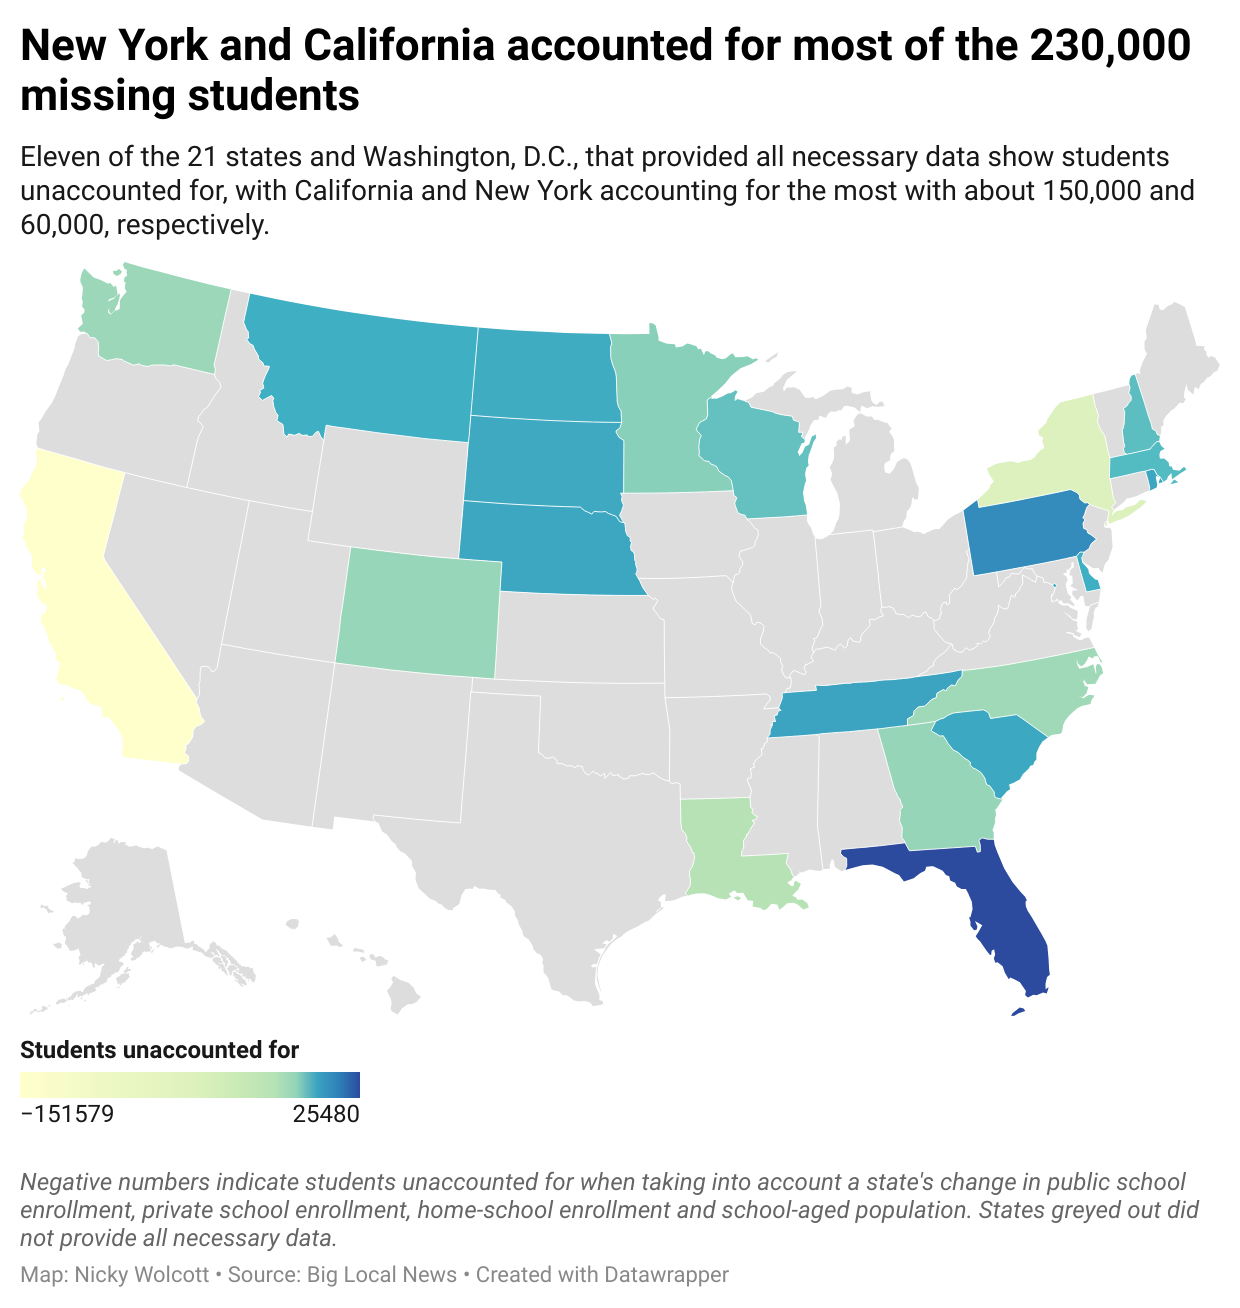 New York and California accounted for most of the 230,000
missing students
Eleven of the 21 states and Washington, D.C., that provided all necessary data show students
unaccounted for, with California and New York accounting for the most with about 150,000 and
60,000, respectively.
Students unaccounted for
−151579 25480
Negative numbers indicate students unaccounted for when taking into account a state's change in public school
enrollment, private school enrollment, home-school enrollment and school-aged population. States greyed out did
not provide all necessary data.
Map: Nicky Wolcott • Source: Big Local News • Created with Datawrapper